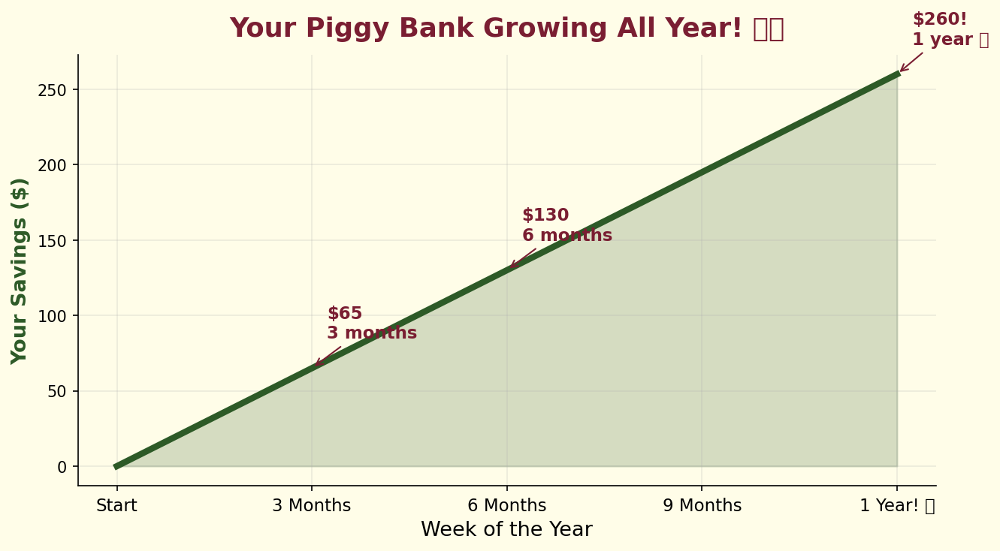 Your Piggy Bank Growing All Year!
$260!
1 year
Your Savings ($)
250
200
150
100
50
0
$130
6 months
$65
3 months
Start
3 Months
6 Months
9 Months
1 Year!
Week of the Year